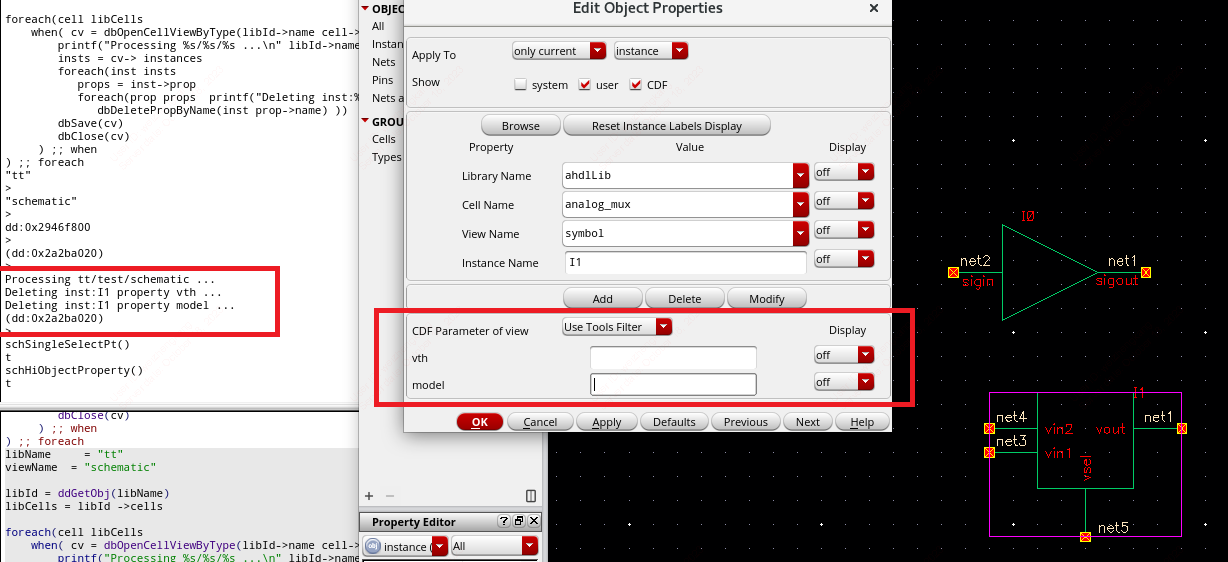 foreach(cell libCells
when( cv = dbOpenCellViewByType(libId->name cell-
printf("Processing %s/%s/%s ...\n" libId->name
insts = cv-> instances
foreach(inst insts
props = inst->prop
foreach(prop props  printf("Deleting inst:%
dbDeletePropByName(inst prop->name) ))
dbSave(cv)
dbClose(cv)
) ;; when
) ;; foreach
"tt"
>
"schematic"
>
dd:0x2946f800
>
(dd:0x2a2ba020)
>
Processing tt/test/schematic ...
Deleting inst:I1 property vth ...
Deleting inst:I1 property model ...
(dd:0x2a2ba020)
>
schSingleSelectPt()
t
schHiObjectProperty()
t
dbClose(cv)
) ;; when
) ;; foreach
libName     = "tt"
viewName  = "schematic"
libId = ddGetObj(libName)
libCells = libId ->cells
foreach(cell libCells
when( cv = dbOpenCellViewByType(libId->name cell->
printf("Processing %s/%s/%s ...\n" libId->name
OBJEC
All
Instan
Nets
Pins
Nets a
GROU
Cells
Types
Property Editor
instance (
All
Edit Object Properties
Apply To
only current
instance
Show
system
user
CDF
Browse
Reset Instance Labels Display
Property
Value
Display
Library Name
ahdlLib
off
Cell Name
analog_mux
off
View Name
symbol
off
Instance Name
I1
off
Add
Delete
Modify
CDF Parameter of view
Use Tools Filter
Display
vth
off
model
off
OK
Cancel
Apply
Defaults
Previous
Next
Help
I0
net2
net1
sigin
sigout
I1
net4
net1
vin2
vout
net3
vin1
vsel
net5